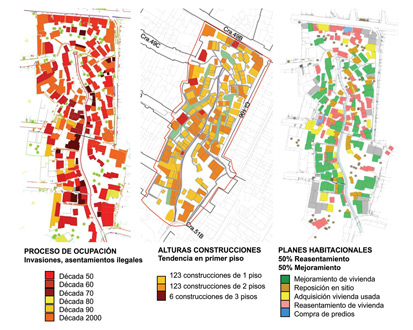 Cra.49B
Cra.49C
Cl.106
Cra.51B
PROCESO DE OCUPACIÓN
Invasiones, asentamientos ilegales
Década 50
Década 60
Década 70
Década 80
Década 90
Década 2000
ALTURAS CONSTRUCCIONES
Tendencia en primer piso
123 construcciones de 1 piso
123 construcciones de 2 pisos
6 construcciones de 3 pisos
PLANES HABITACIONALES
50% Reasentamiento
50% Mejoramiento
Mejoramiento de vivienda
Reposición en sitio
Adquisición vivienda usada
Reasentamiento de vivienda
Compra de predios